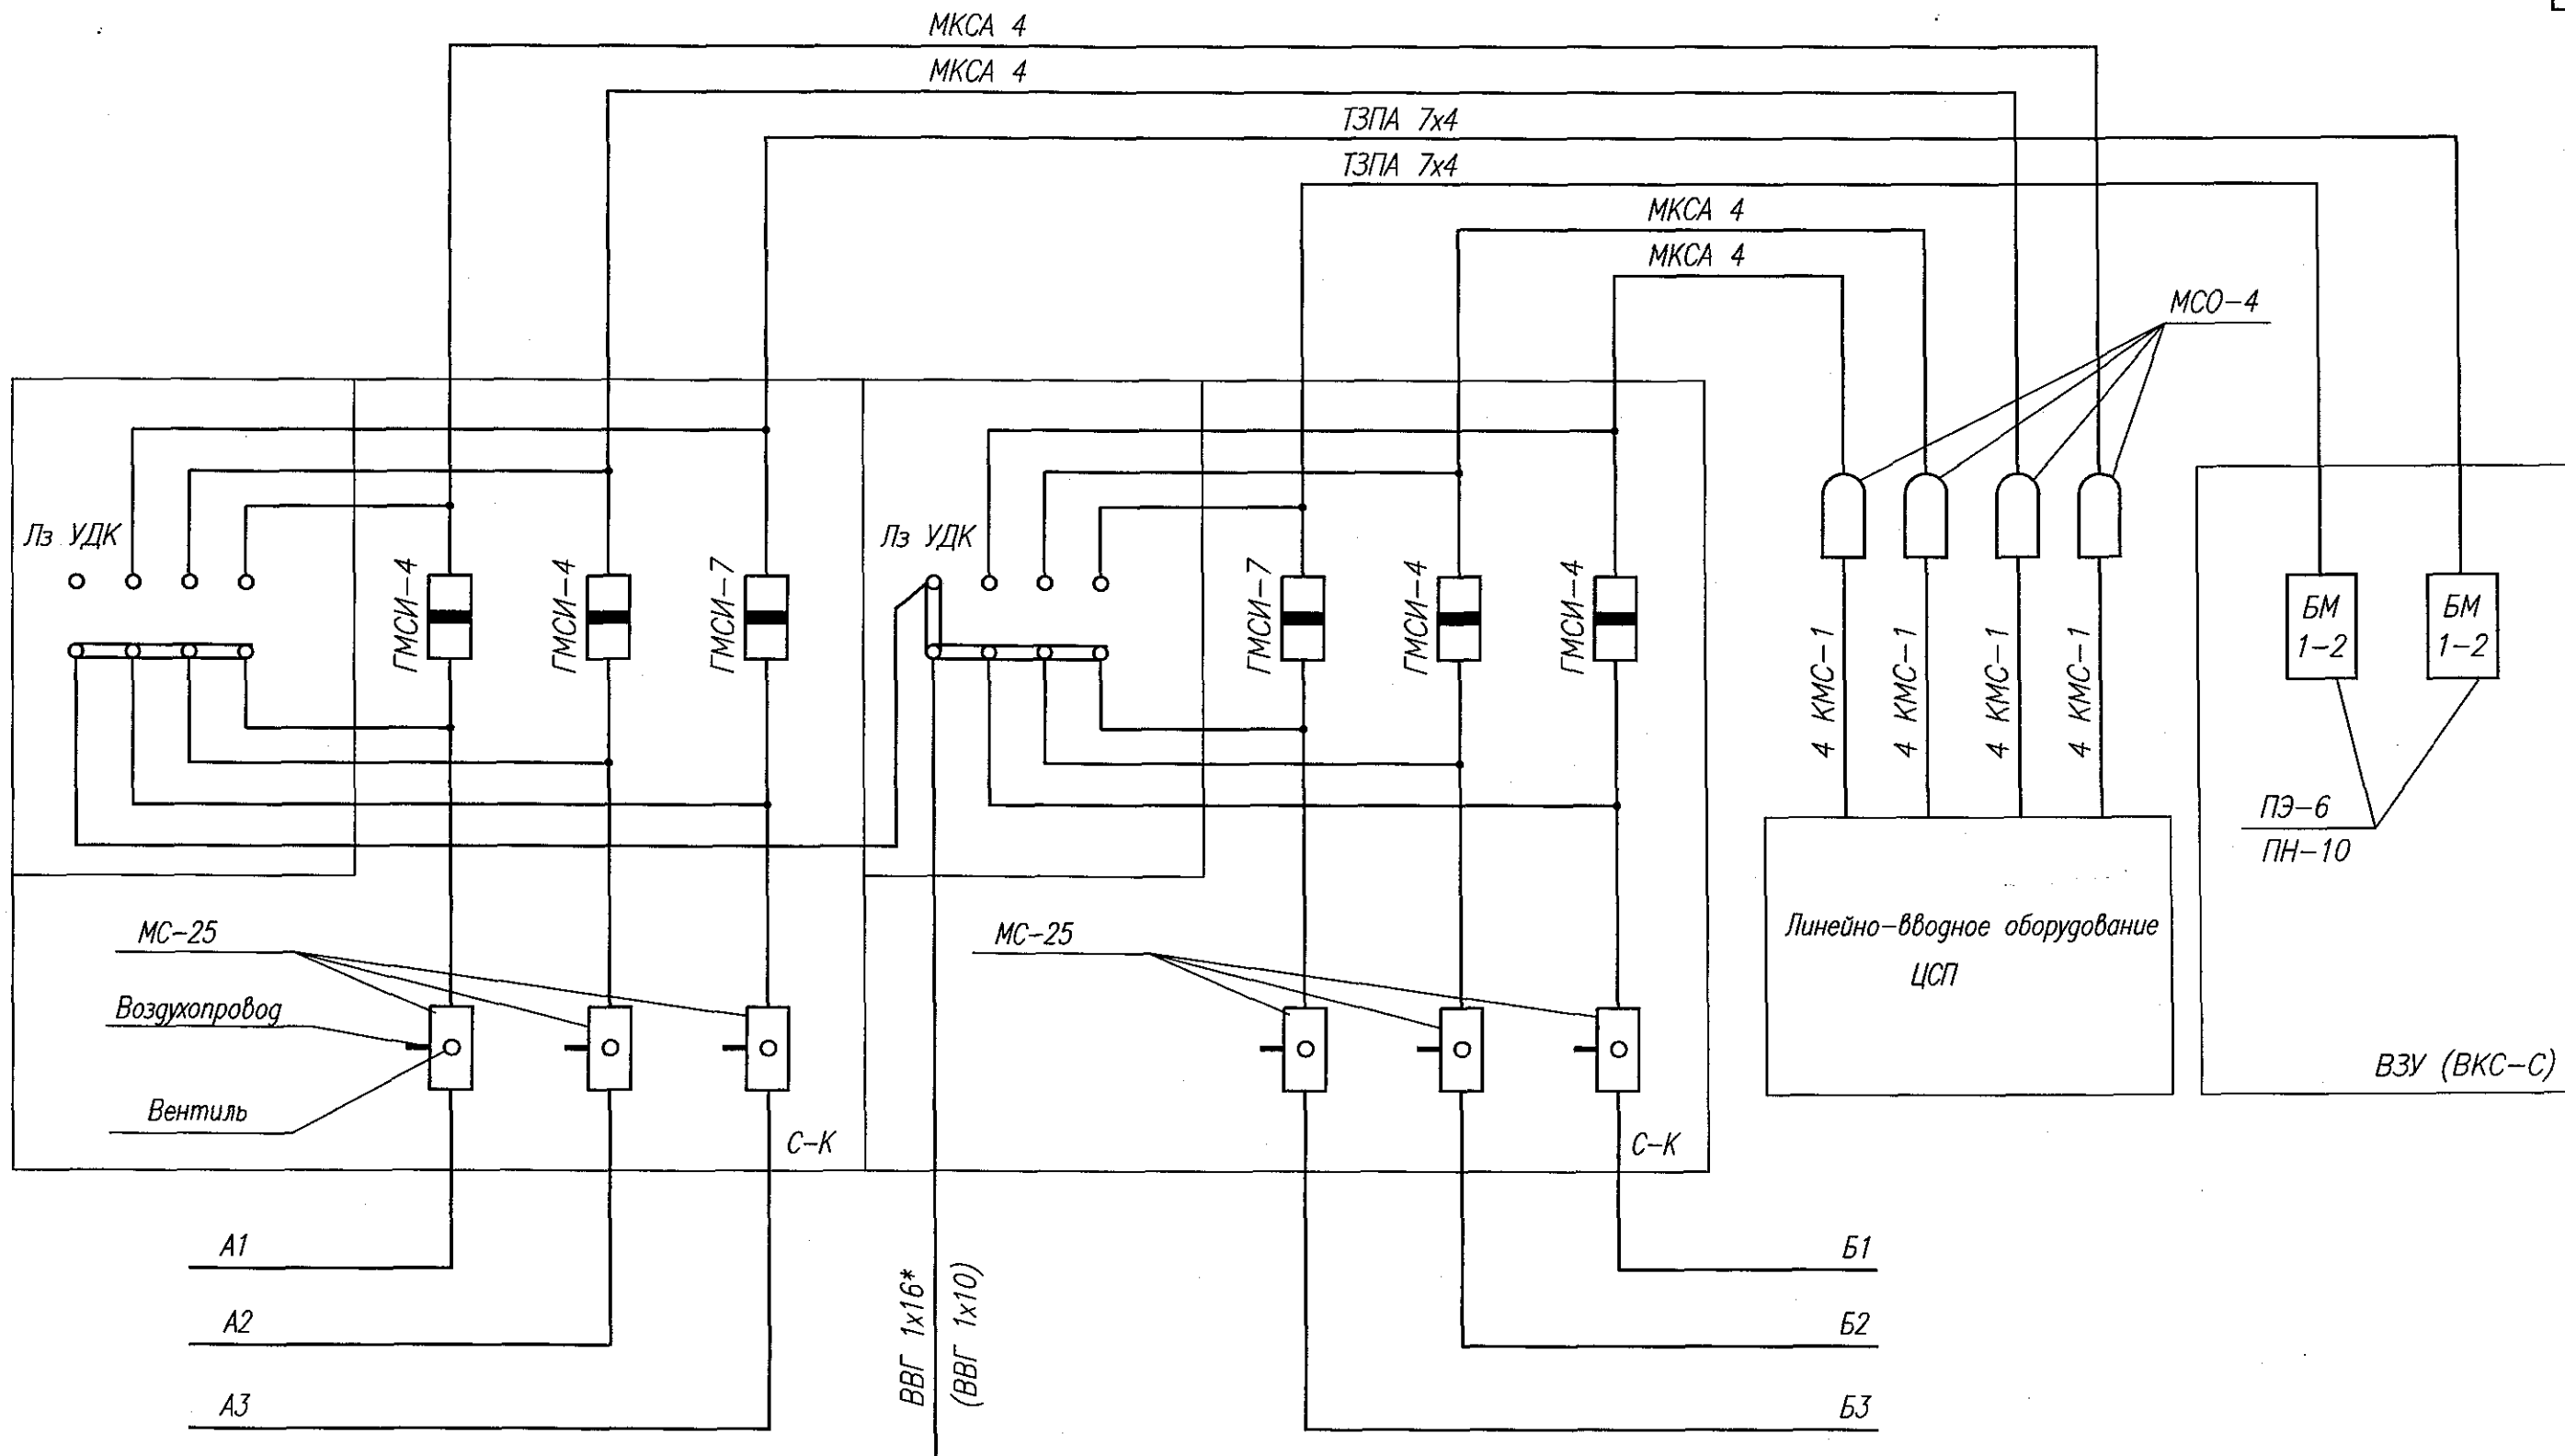 МКСА 4
МКСА 4
ТЗПА 7х4
ТЗПА 7х4
МКСА 4
МКСА 4
МСО-4
Лз УДК
ГМСИ-4
ГМСИ-4
ГМСИ-7
Лз УДК
ГМСИ-7
ГМСИ-4
ГМСИ-4
4 КМС-1
4 КМС-1
4 КМС-1
4 КМС-1
БМ
1-2
БМ
1-2
ПЭ-6
ПН-10
МС-25
Воздухопровод
Вентиль
С-К
МС-25
С-К
Линейно-вводное оборудование
ЦСП
ВЗУ (ВКС-С)
А1
А2
А3
ВВГ 1х16*
(ВВГ 1х10)
Б1
Б2
Б3